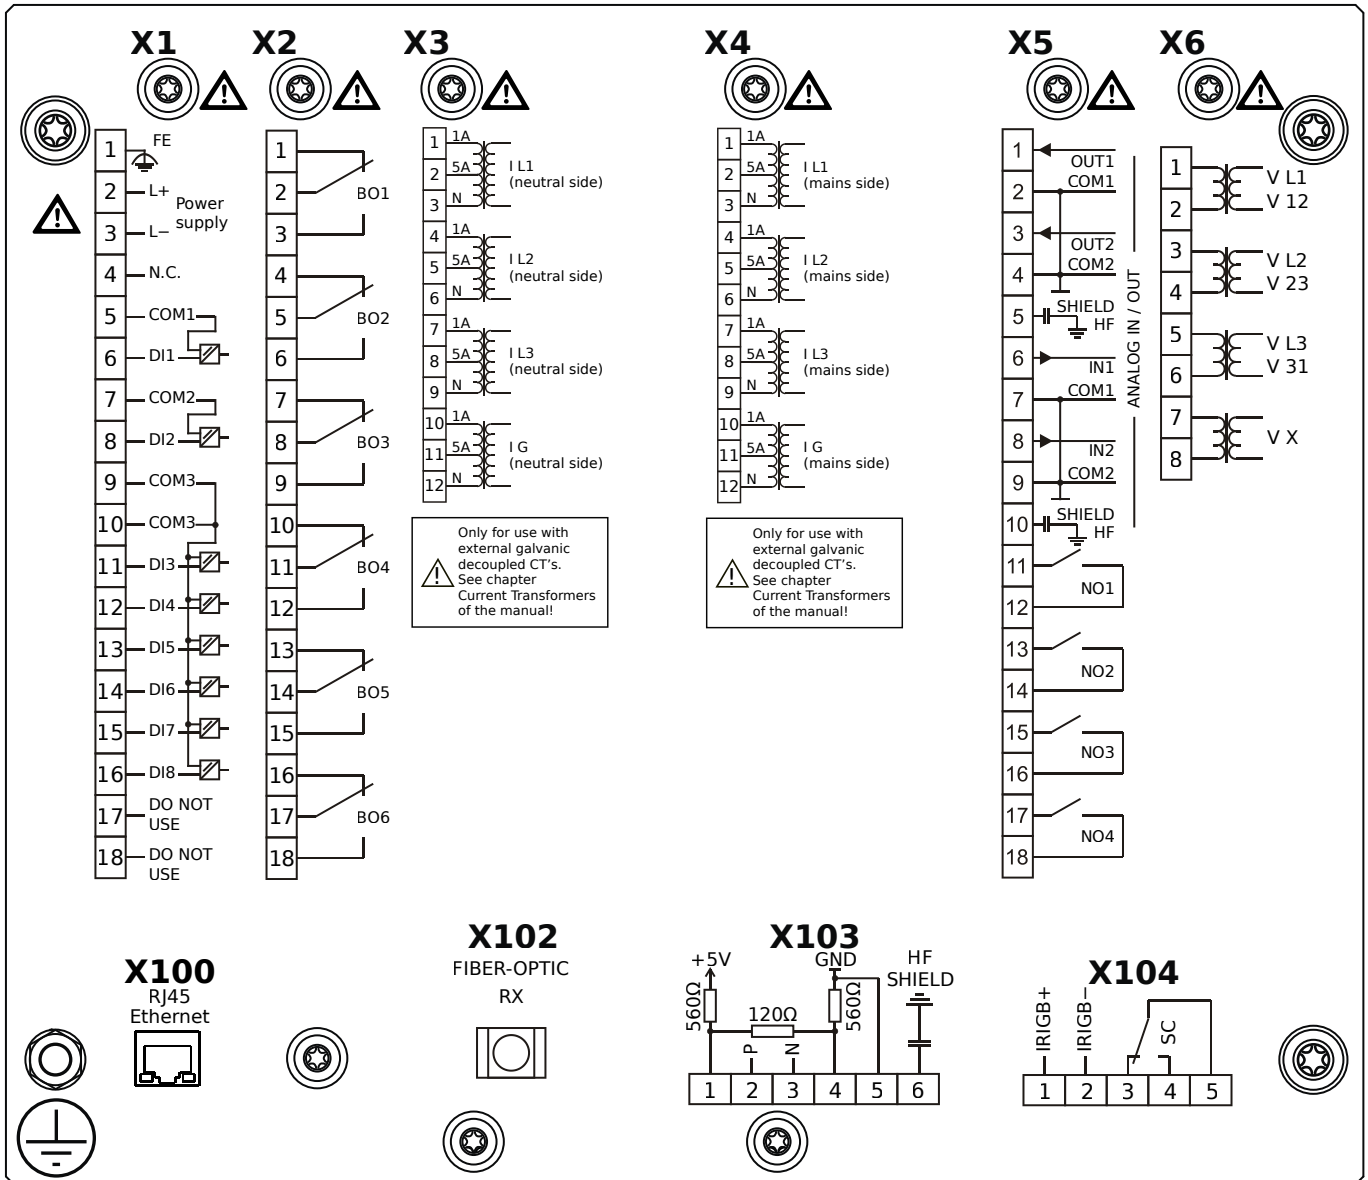 X1
X2
X3
X4
X5
X6
1
FE
2
L+
Power
supply
3
L−
4
N.C.
5
COM1
6
DI1
7
COM2
8
DI2
9
COM3
10
COM3
11
DI3
12
DI4
13
DI5
14
DI6
15
DI7
16
DI8
17
DO NOT
USE
18
DO NOT
USE
1
2
BO1
3
4
5
BO2
6
7
8
BO3
9
10
11
BO4
12
13
14
BO5
15
16
17
BO6
18
1 1A
2 5A
I L1
(neutral side)
3 N
4 1A
5 5A
I L2
(neutral side)
6 N
7 1A
8 5A
I L3
(neutral side)
9 N
10 1A
11 5A
I G
(neutral side)
12 N
Only for use with
external galvanic
decoupled CT's.
See chapter
Current Transformers
of the manual!
1 1A
2 5A
I L1
(mains side)
3 N
4 1A
5 5A
I L2
(mains side)
6 N
7 1A
8 5A
I L3
(mains side)
9 N
10 1A
11 5A
I G
(mains side)
12 N
Only for use with
external galvanic
decoupled CT's.
See chapter
Current Transformers
of the manual!
1
OUT1
2
COM1
3
OUT2
4
COM2
5
SHIELD
HF
6
IN1
7
COM1
8
IN2
9
COM2
10
SHIELD
HF
ANALOG IN / OUT
11
NO1
12
13
NO2
14
15
NO3
16
17
NO4
18
1
V L1
2
V 12
3
V L2
4
V 23
5
V L3
6
V 31
7
V X
8
X100
RJ45
Ethernet
X102
FIBER-OPTIC
RX
X103
+5V
GND
HF
SHIELD
560Ω
120Ω
560Ω
P
N
1 2 3 4 5 6
X104
IRIGB+
IRIGB−
SC
1 2 3 4 5